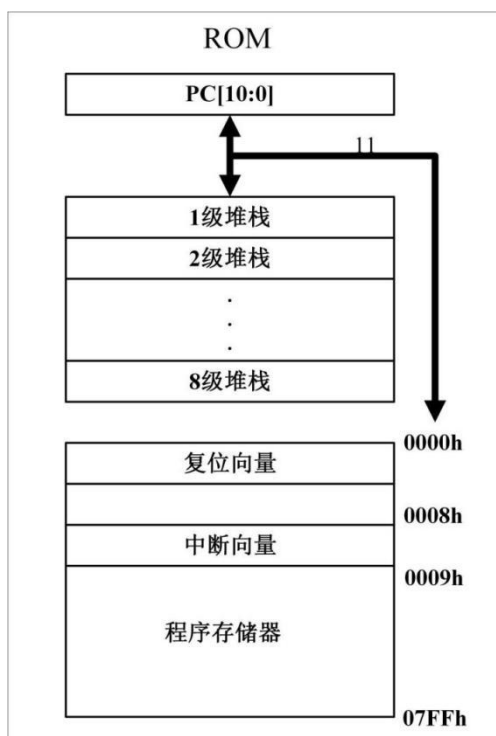 ROM
PC[10:0]
11
1级堆栈
2级堆栈
.
.
.
8级堆栈
0000h
复位向量
0008h
中断向量
0009h
程序存储器
07FFh